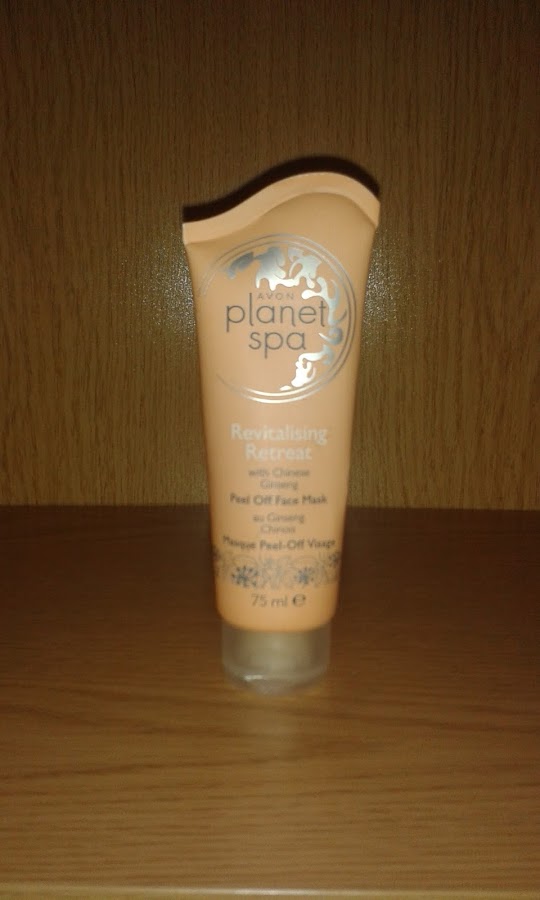 AVON
planet
spa
Revitalising
Retreat
with Chinese
Ginseng
Peel Off Face Mask
au Ginseng
Chinois
Masque Peel-Off Visage
75 ml e